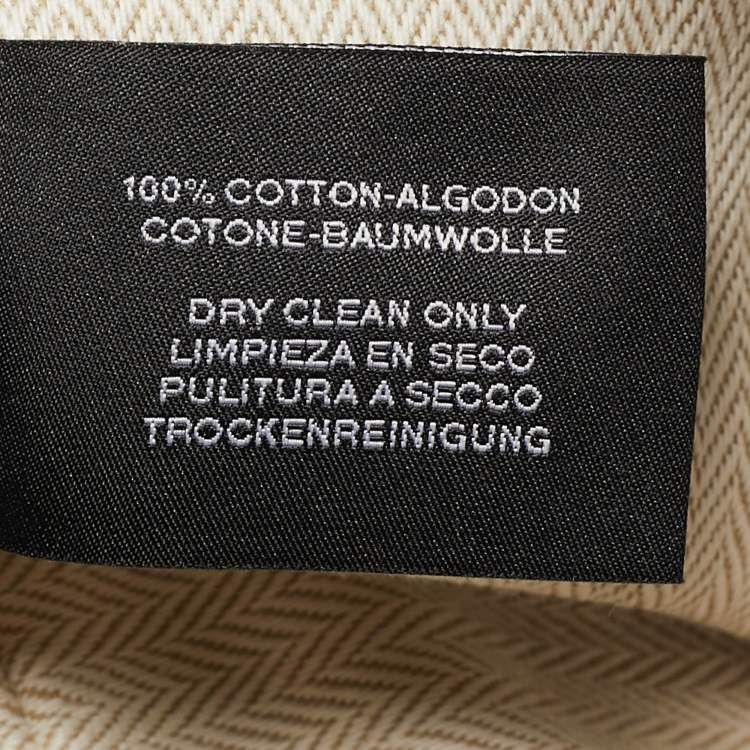 100% COTTON-ALGODON
COTONE-BAUMWOLLE
DRY CLEAN ONLY
LIMPIEZA EN SECO
PULITURA A SECCO
TROCKENREINIGUNG